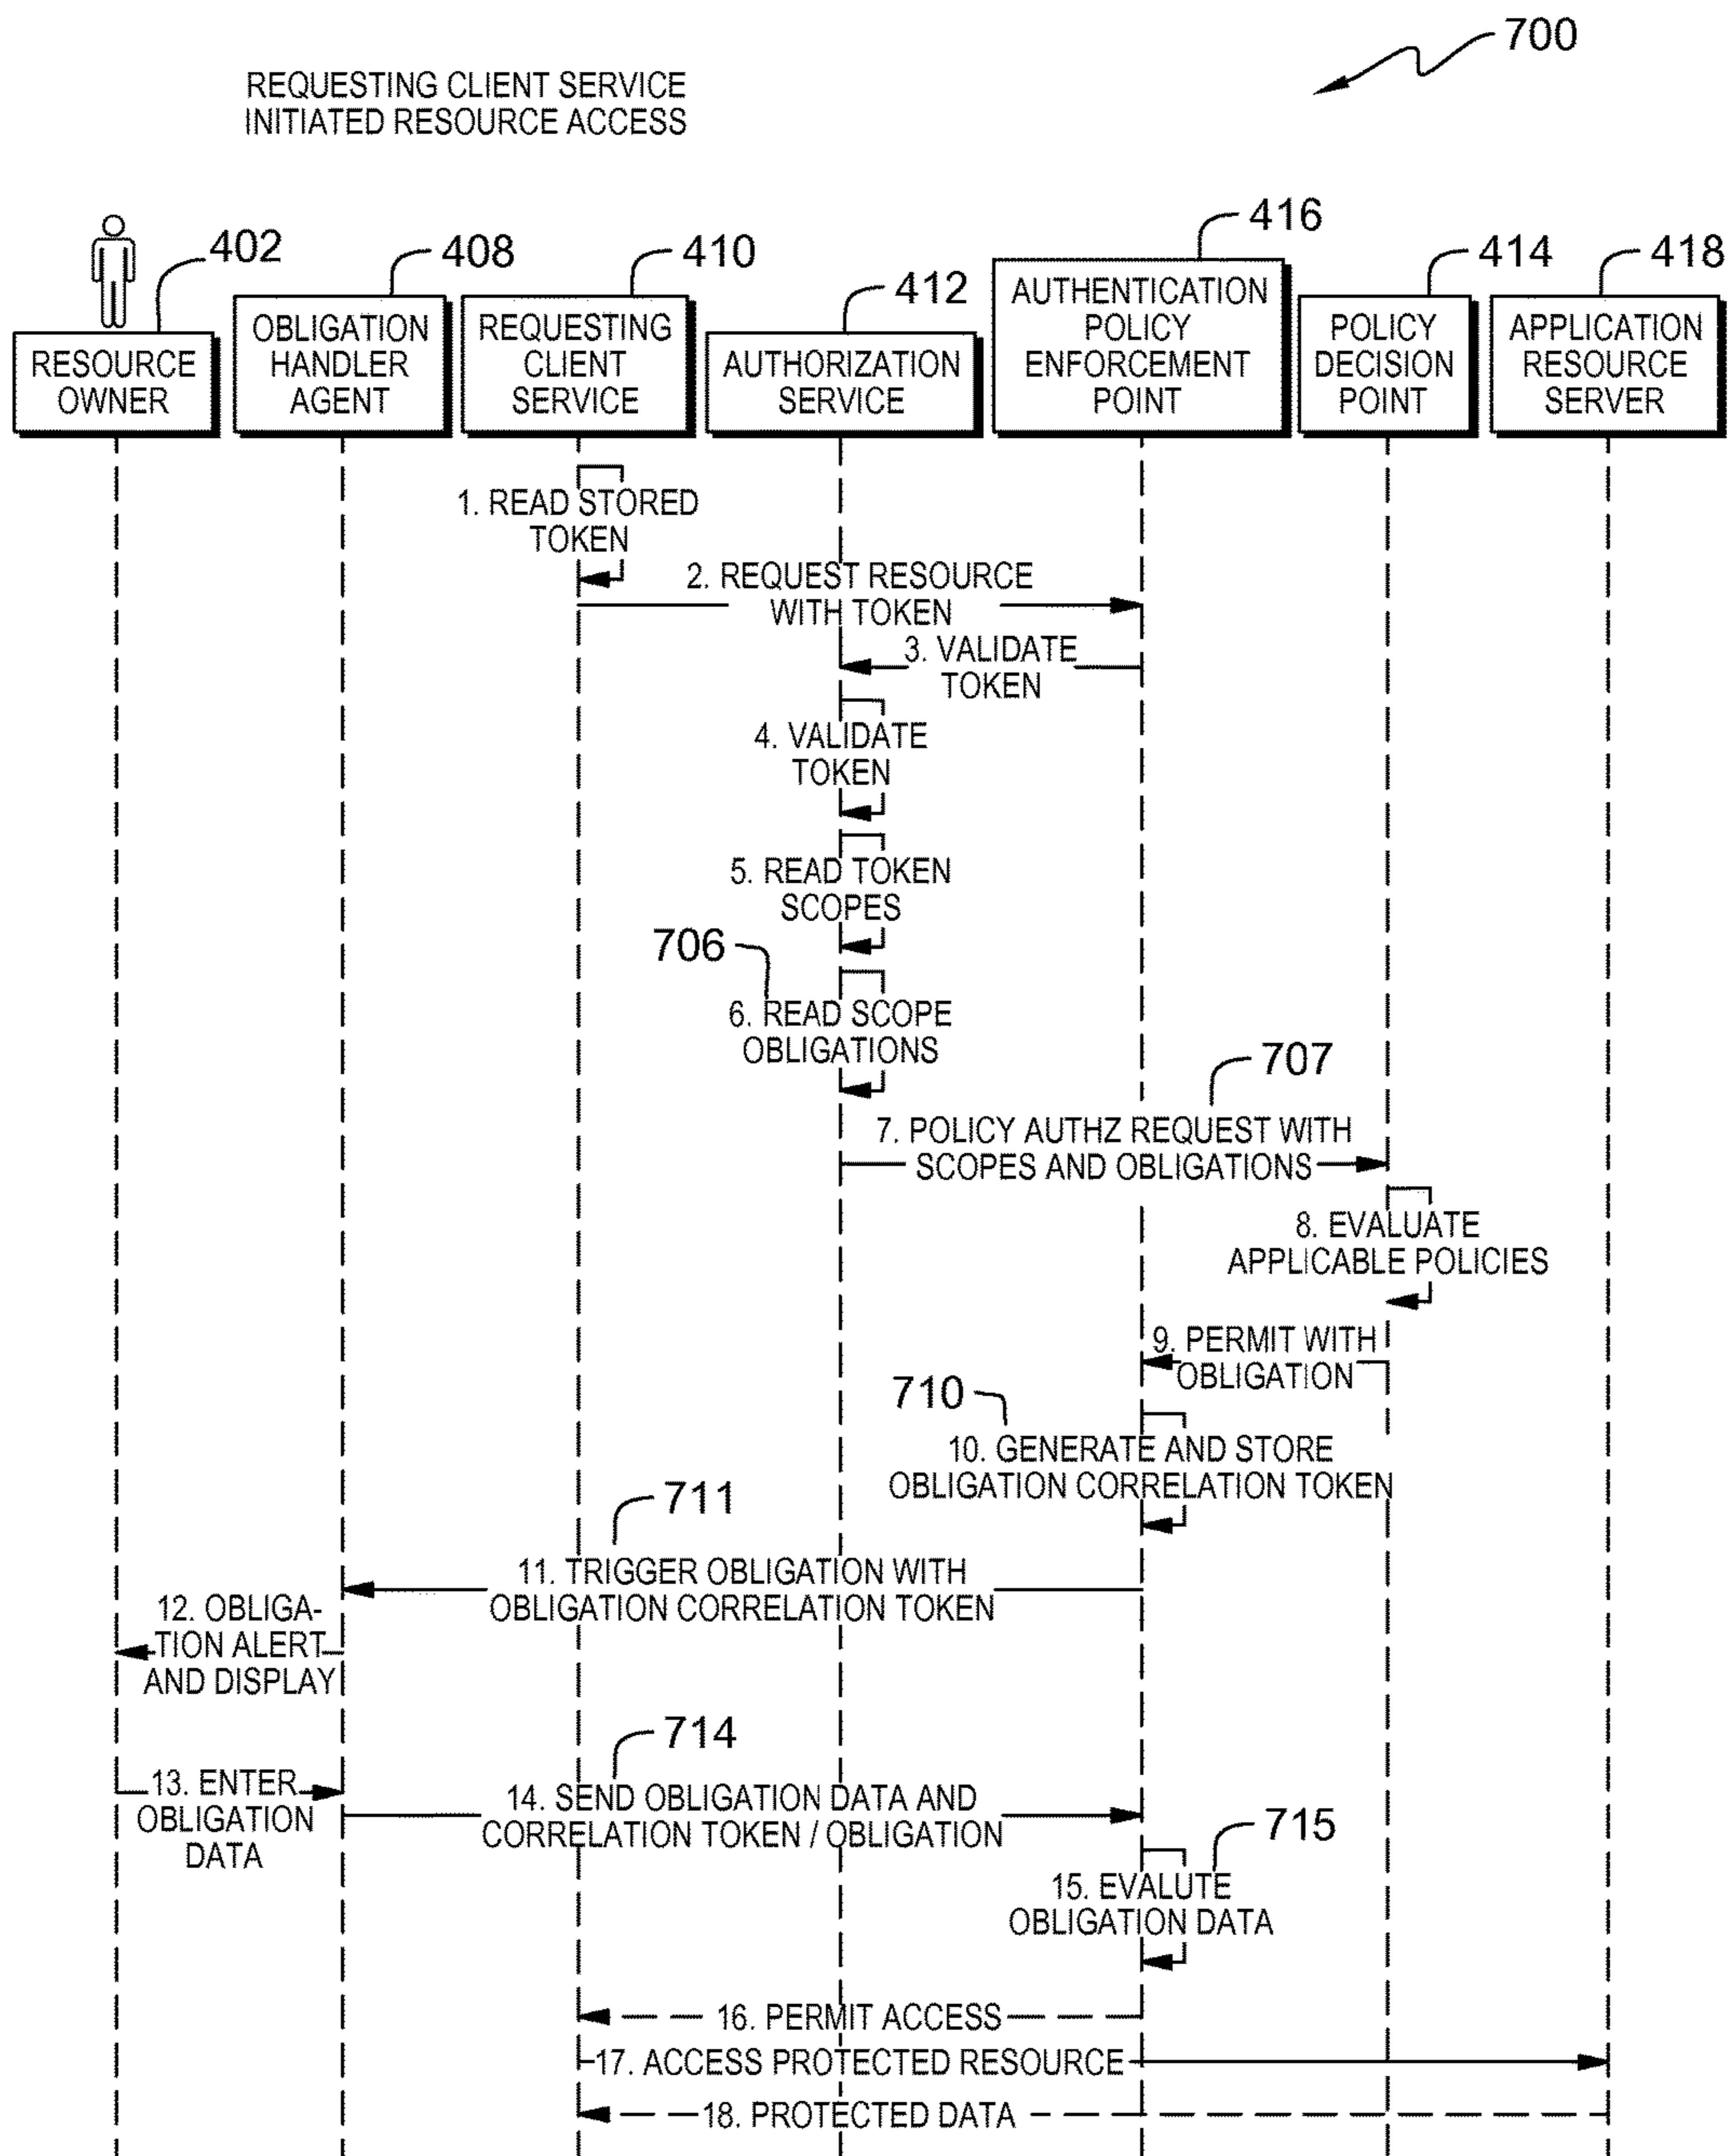 700
REQUESTING CLIENT SERVICE
INITIATED RESOURCE ACCESS
402
408
410
412
416
414
418
RESOURCE
OWNER
OBLIGATION
HANDLER
AGENT
REQUESTING
CLIENT
SERVICE
AUTHORIZATION
SERVICE
AUTHENTICATION
POLICY
ENFORCEMENT
POINT
POLICY
DECISION
POINT
APPLICATION
RESOURCE
SERVER
1. READ STORED
TOKEN
2. REQUEST RESOURCE
WITH TOKEN
3. VALIDATE
TOKEN
4. VALIDATE
TOKEN
5. READ TOKEN
SCOPES
706
6. READ SCOPE
OBLIGATIONS
707
7. POLICY AUTHZ REQUEST WITH
SCOPES AND OBLIGATIONS
8. EVALUATE
APPLICABLE POLICIES
9. PERMIT WITH
OBLIGATION
710
10. GENERATE AND STORE
OBLIGATION CORRELATION TOKEN
711
11. TRIGGER OBLIGATION WITH
OBLIGATION CORRELATION TOKEN
12. OBLIGA-
TION ALERT
AND DISPLAY
714
13. ENTER
OBLIGATION
DATA
14. SEND OBLIGATION DATA AND
CORRELATION TOKEN / OBLIGATION
715
15. EVALUTE
OBLIGATION DATA
16. PERMIT ACCESS
17. ACCESS PROTECTED RESOURCE
18. PROTECTED DATA